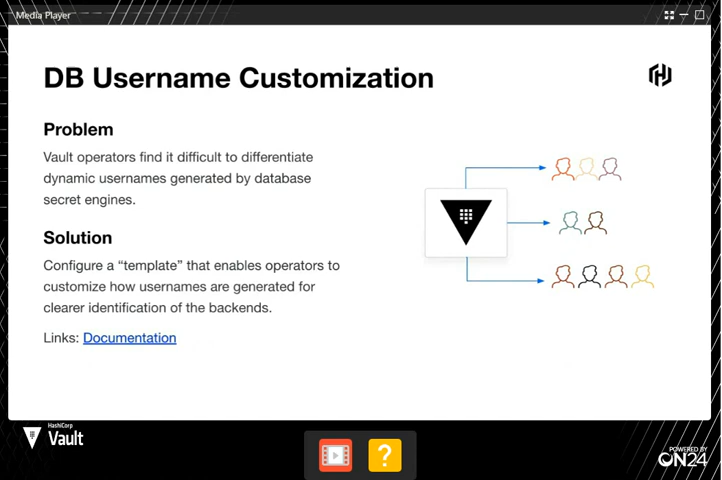 Media Player
DB Username Customization
Problem
Vault operators find it difficult to differentiate
dynamic usernames generated by database
secret engines.
Solution
Configure a “template” that enables operators to
customize how usernames are generated for
clearer identification of the backends.
Links: Documentation
HashiCorp
Vault
?
POWERED BY
ON24